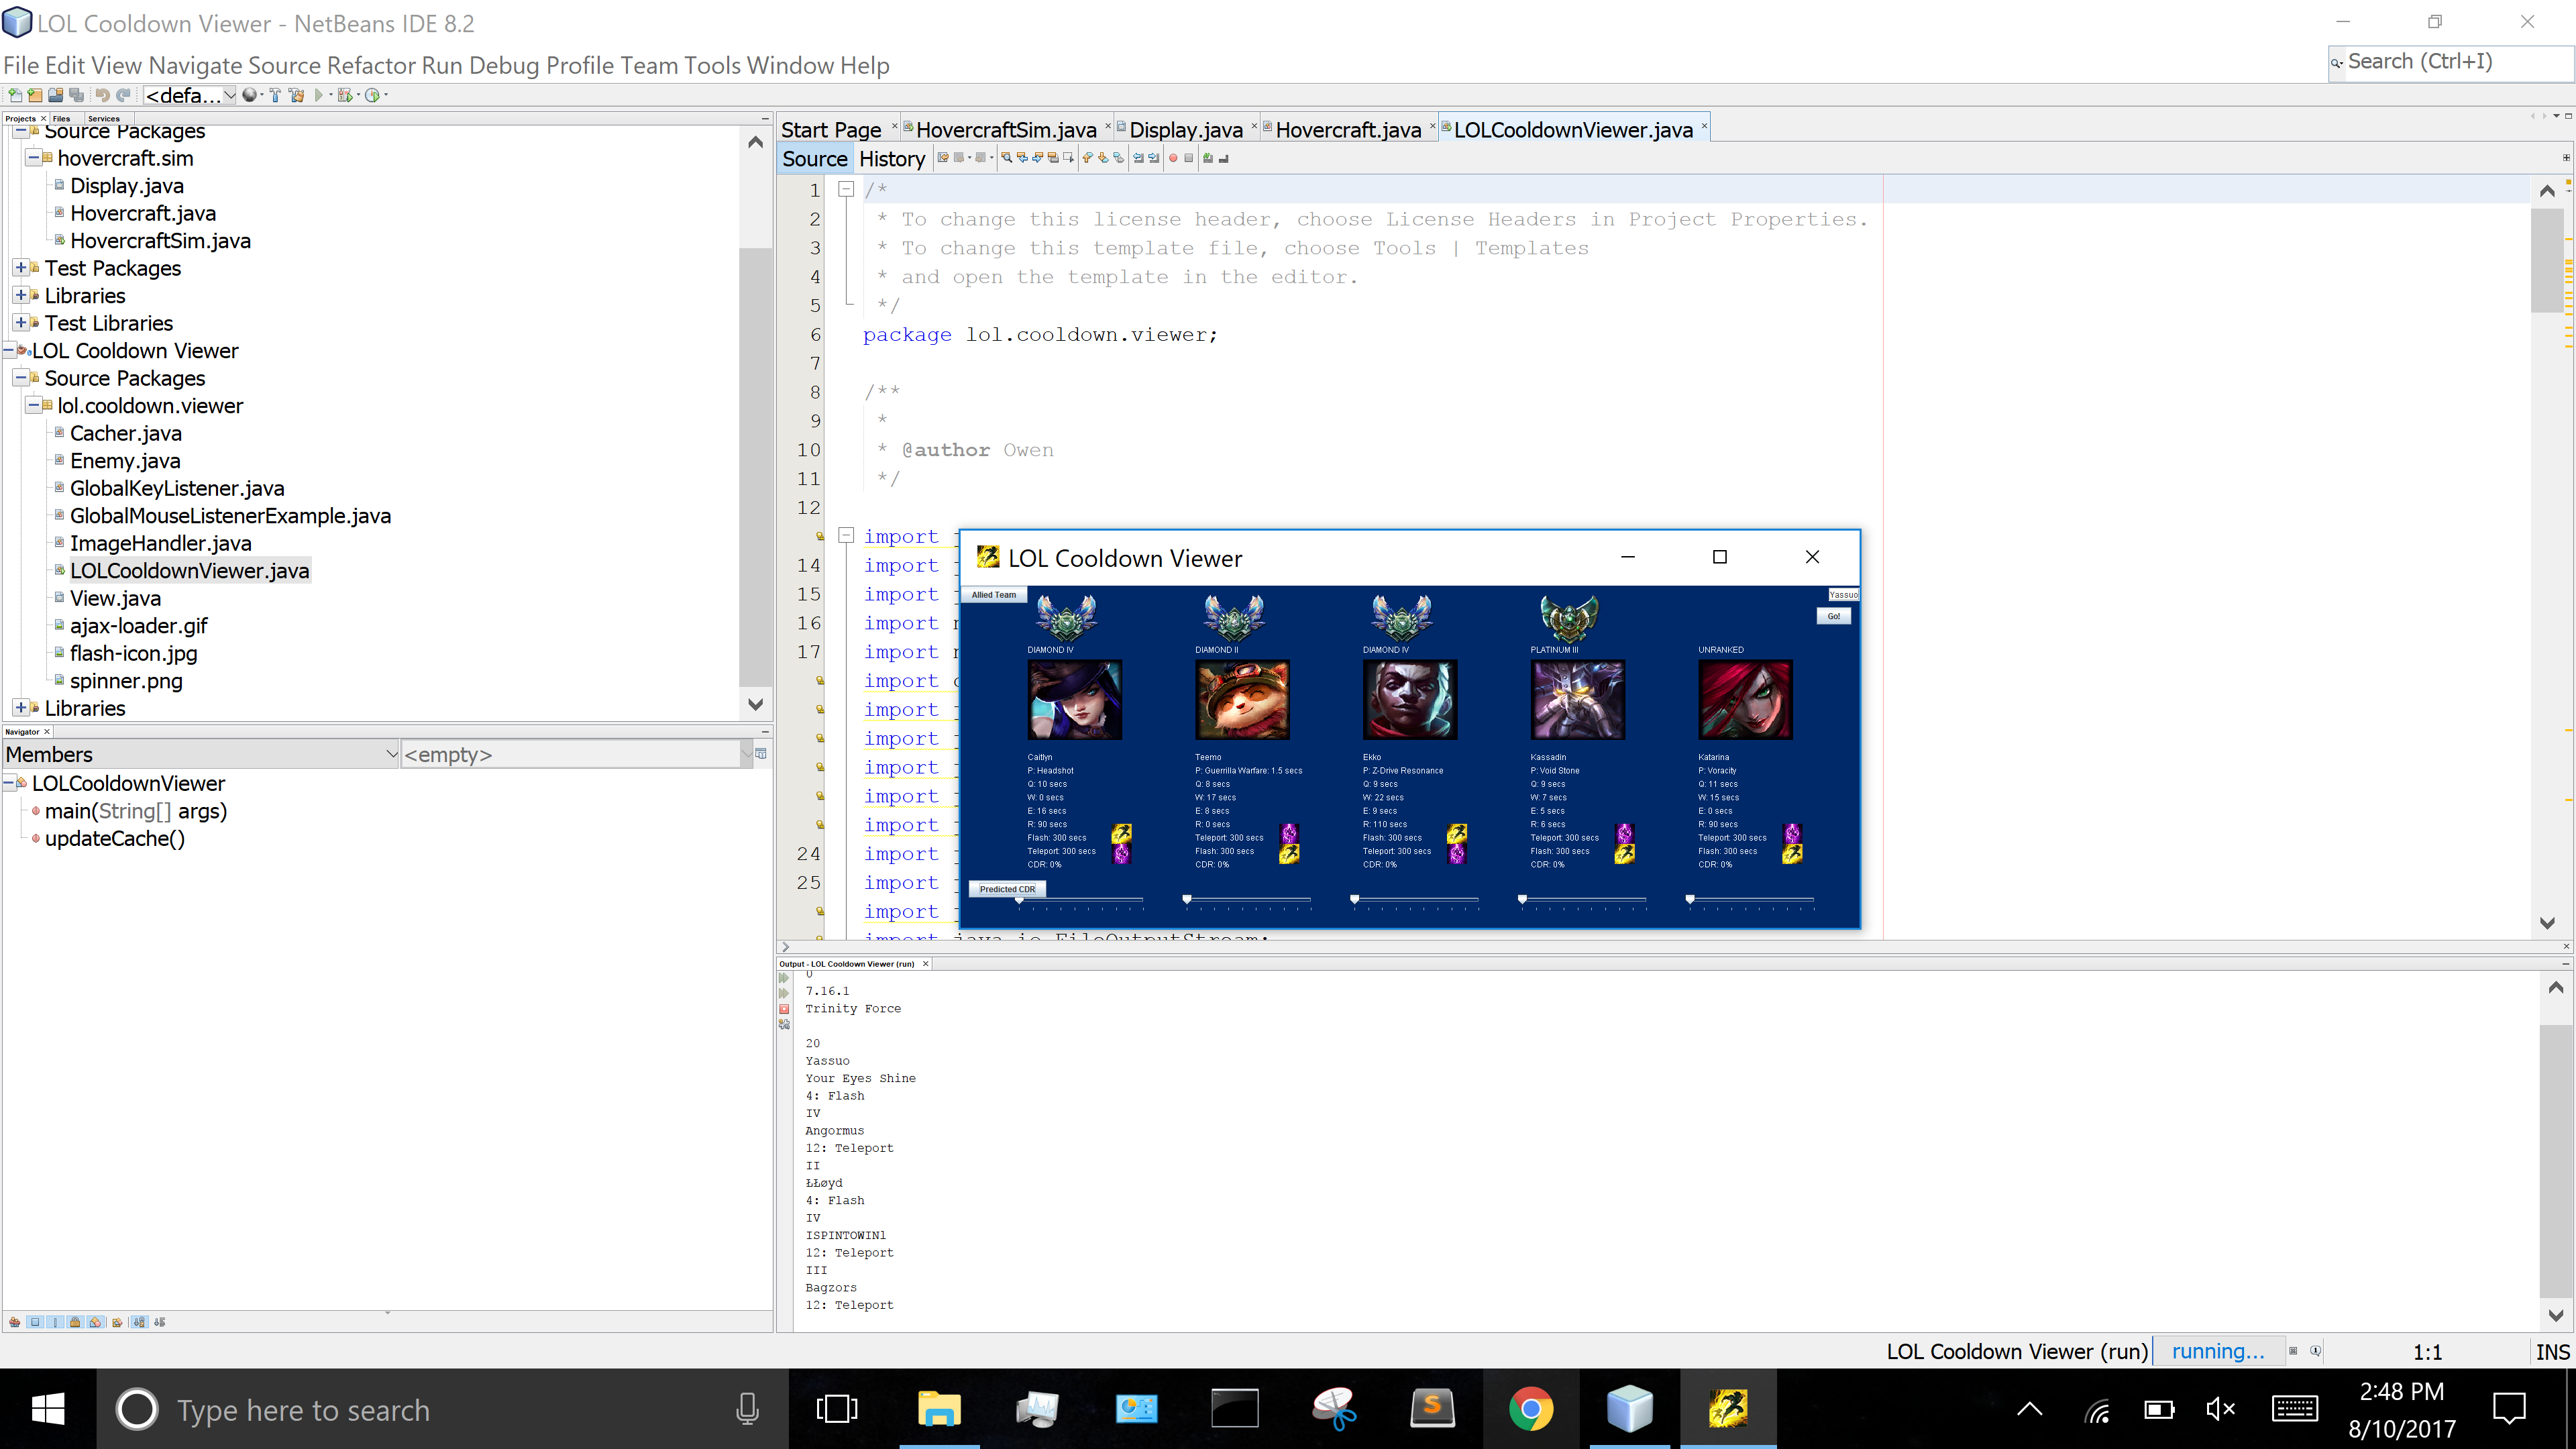 LOL Cooldown Viewer - NetBeans IDE 8.2
File Edit View Navigate Source Refactor Run Debug Profile Team Tools Window Help
Search (Ctrl+I)
<defa...
Projects Files Services
Source Packages
hovercraft.sim
Display.java
Hovercraft.java
HovercraftSim.java
Test Packages
Libraries
Test Libraries
LOL Cooldown Viewer
Source Packages
lol.cooldown.viewer
Cacher.java
Enemy.java
GlobalKeyListener.java
GlobalMouseListenerExample.java
ImageHandler.java
LOLCooldownViewer.java
View.java
ajax-loader.gif
flash-icon.jpg
spinner.png
Libraries
Navigator
Members <empty>
LOLCooldownViewer
main(String[] args)
updateCache()
Start Page HovercraftSim.java Display.java Hovercraft.java LOLCooldownViewer.java
Source History
1 /*
2 * To change this license header, choose License Headers in Project Properties.
3 * To change this template file, choose Tools | Templates
4 * and open the template in the editor.
5 */
6 package lol.cooldown.viewer;
7
8 /**
9 *
10 * @author Owen
11 */
12
import
14 import
15 import
16 import
17 import
import
import
import
import
import
import
24 import
25 import
import
import java.io.FileOutputStream;
LOL Cooldown Viewer
Allied Team
Yassuo
Go!
DIAMOND IV DIAMOND II DIAMOND IV PLATINUM III UNRANKED
Caitlyn Teemo Ekko Kassadin Katarina
P: Headshot P: Guerrilla Warfare: 1.5 secs P: Z-Drive Resonance P: Void Stone P: Voracity
Q: 10 secs Q: 8 secs Q: 9 secs Q: 9 secs Q: 11 secs
W: 0 secs W: 17 secs W: 22 secs W: 7 secs W: 15 secs
E: 16 secs E: 8 secs E: 9 secs E: 5 secs E: 0 secs
R: 90 secs R: 0 secs R: 110 secs R: 6 secs R: 90 secs
Flash: 300 secs Teleport: 300 secs Flash: 300 secs Teleport: 300 secs Teleport: 300 secs
Teleport: 300 secs Flash: 300 secs Teleport: 300 secs Flash: 300 secs Flash: 300 secs
CDR: 0% CDR: 0% CDR: 0% CDR: 0% CDR: 0%
Predicted CDR
Output - LOL Cooldown Viewer (run)
0
7.16.1
Trinity Force
20
Yassuo
Your Eyes Shine
4: Flash
IV
Angormus
12: Teleport
II
ŁŁøyd
4: Flash
IV
ISPINTOWINl
12: Teleport
III
Bagzors
12: Teleport
LOL Cooldown Viewer (run) running... 1:1 INS
Type here to search
2:48 PM
8/10/2017